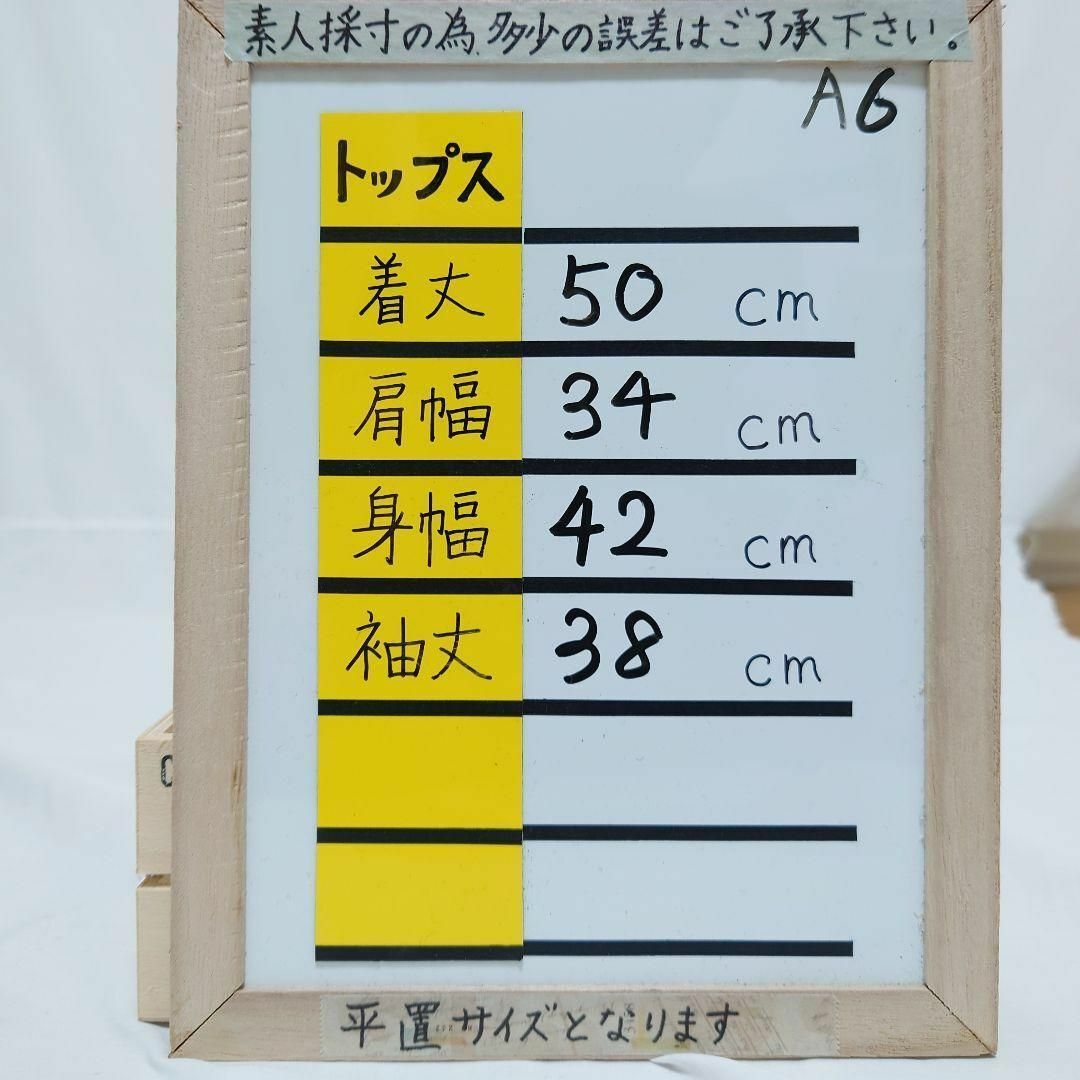 素人採寸の為、多少の誤差はご了承下さい。
A6
トップス
着丈 50 cm
肩幅 34 cm
身幅 42 cm
袖丈 38 cm
平置サイズとなります